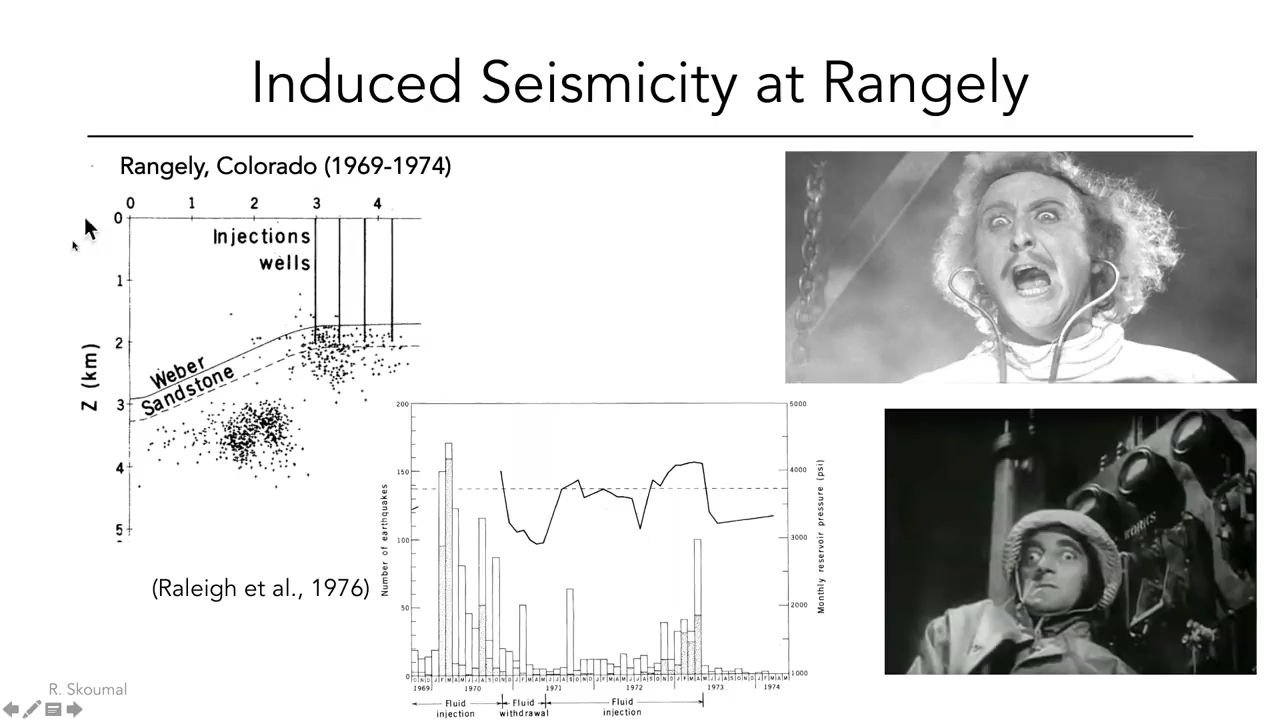 Induced Seismicity at Rangely
Rangely, Colorado (1969-1974)
0 1 2 3 4
0
Injections
wells
1
2
Weber
Sandstone
3
4
5
Z (km)
(Raleigh et al., 1976)
200
150
100
50
0
Number of earthquakes
5000
4000
3000
2000
1000
Monthly reservoir pressure (psi)
1969 1970 1971 1972 1973 1974
Fluid
injection
Fluid
withdrawal
Fluid
injection
WORKS
R. Skoumal